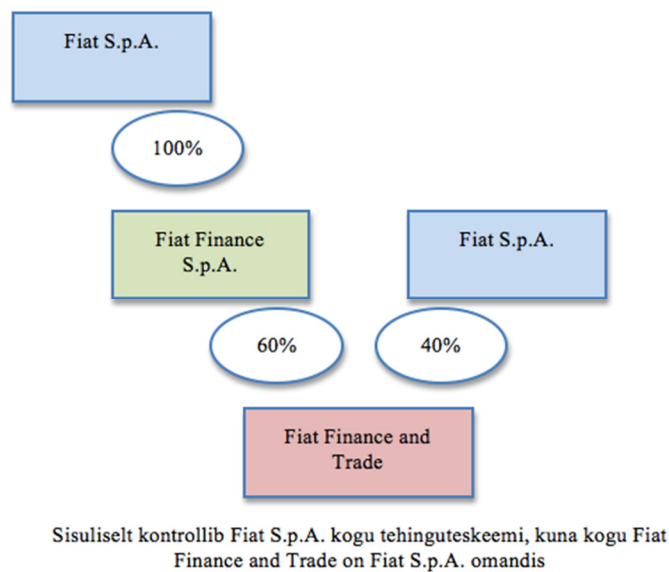 Fiat S.p.A.
100%
Fiat Finance
S.p.A.
Fiat S.p.A.
60%
40%
Fiat Finance and
Trade
Sisuliselt kontrollib Fiat S.p.A. kogu tehinguteskeemi, kuna kogu Fiat
Finance and Trade on Fiat S.p.A. omandis